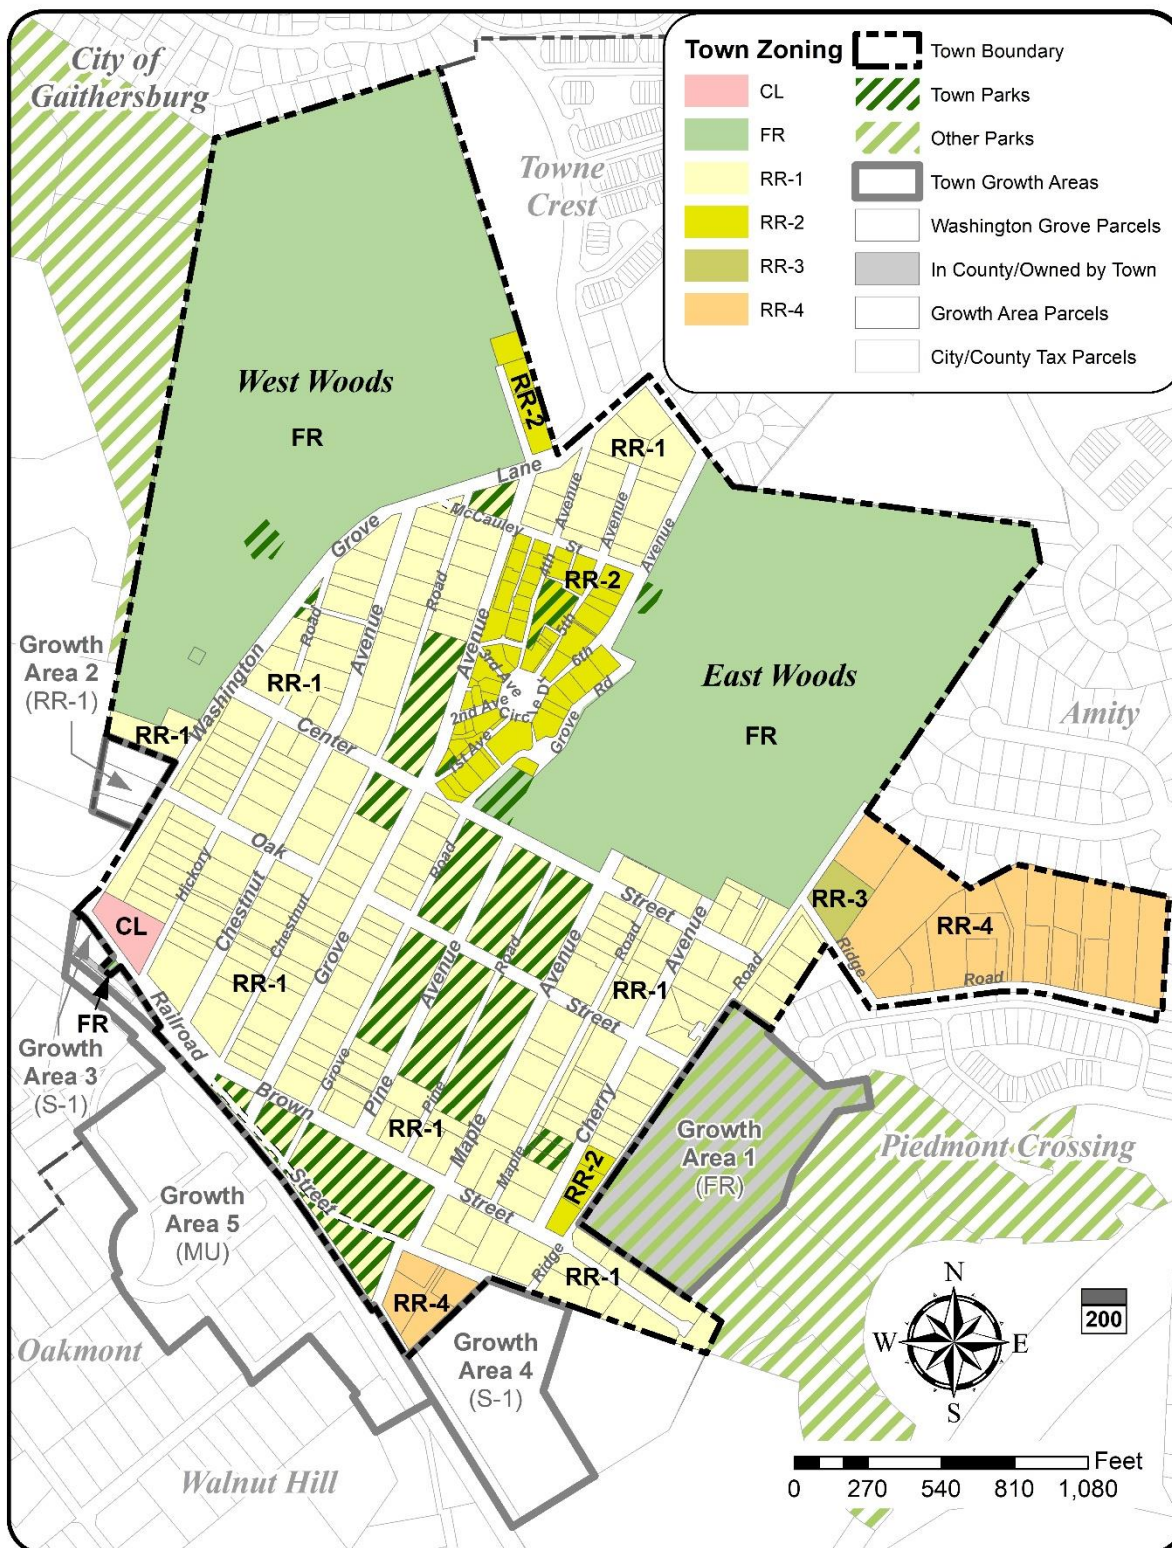 City of
Gaithersburg
Towne
Crest
Town Zoning
CL
FR
RR-1
RR-2
RR-3
RR-4
Town Boundary
Town Parks
Other Parks
Town Growth Areas
Washington Grove Parcels
In County/Owned by Town
Growth Area Parcels
City/County Tax Parcels
West Woods
FR
RR-2
RR-1
Lane
Grove
Washington
McCauley
St
Avenue
Avenue
Avenue
4th
5th
6th
RR-2
Road
Avenue
Avenue
Road
3rd Ave
2nd Ave
1st Ave
Circle Dr
Grove
Rd
East Woods
FR
Amity
Growth
Area 2
(RR-1)
RR-1
RR-1
Center
Oak
Street
Street
Road
Hickory
Chestnut
Chestnut
Grove
Avenue
Road
Avenue
Road
Avenue
Road
RR-1
RR-3
RR-4
Ridge
Road
CL
RR-1
FR
Railroad
Growth
Area 3
(S-1)
Brown
Street
Street
Grove
Pine
Pine
RR-1
Maple
Maple
Cherry
RR-2
Ridge
RR-1
Growth
Area 1
(FR)
Piedmont Crossing
Growth
Area 5
(MU)
RR-4
Growth
Area 4
(S-1)
Oakmont
Walnut Hill
N
W
E
S
200
Feet
0
270
540
810
1,080